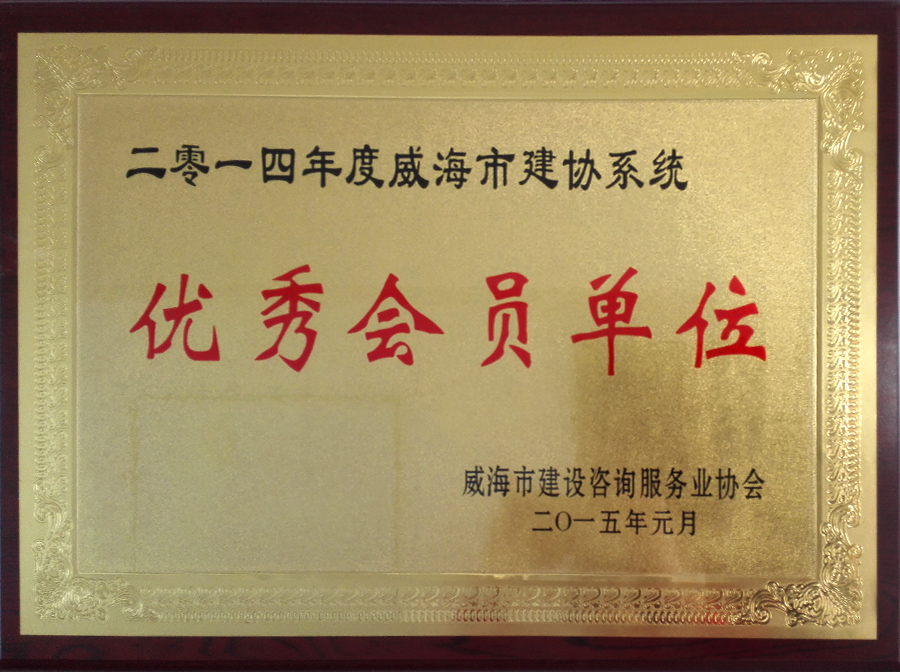 二零一四年度威海市建协系统
优秀会员单位
威海市建设咨询服务业协会
二〇一五年元月